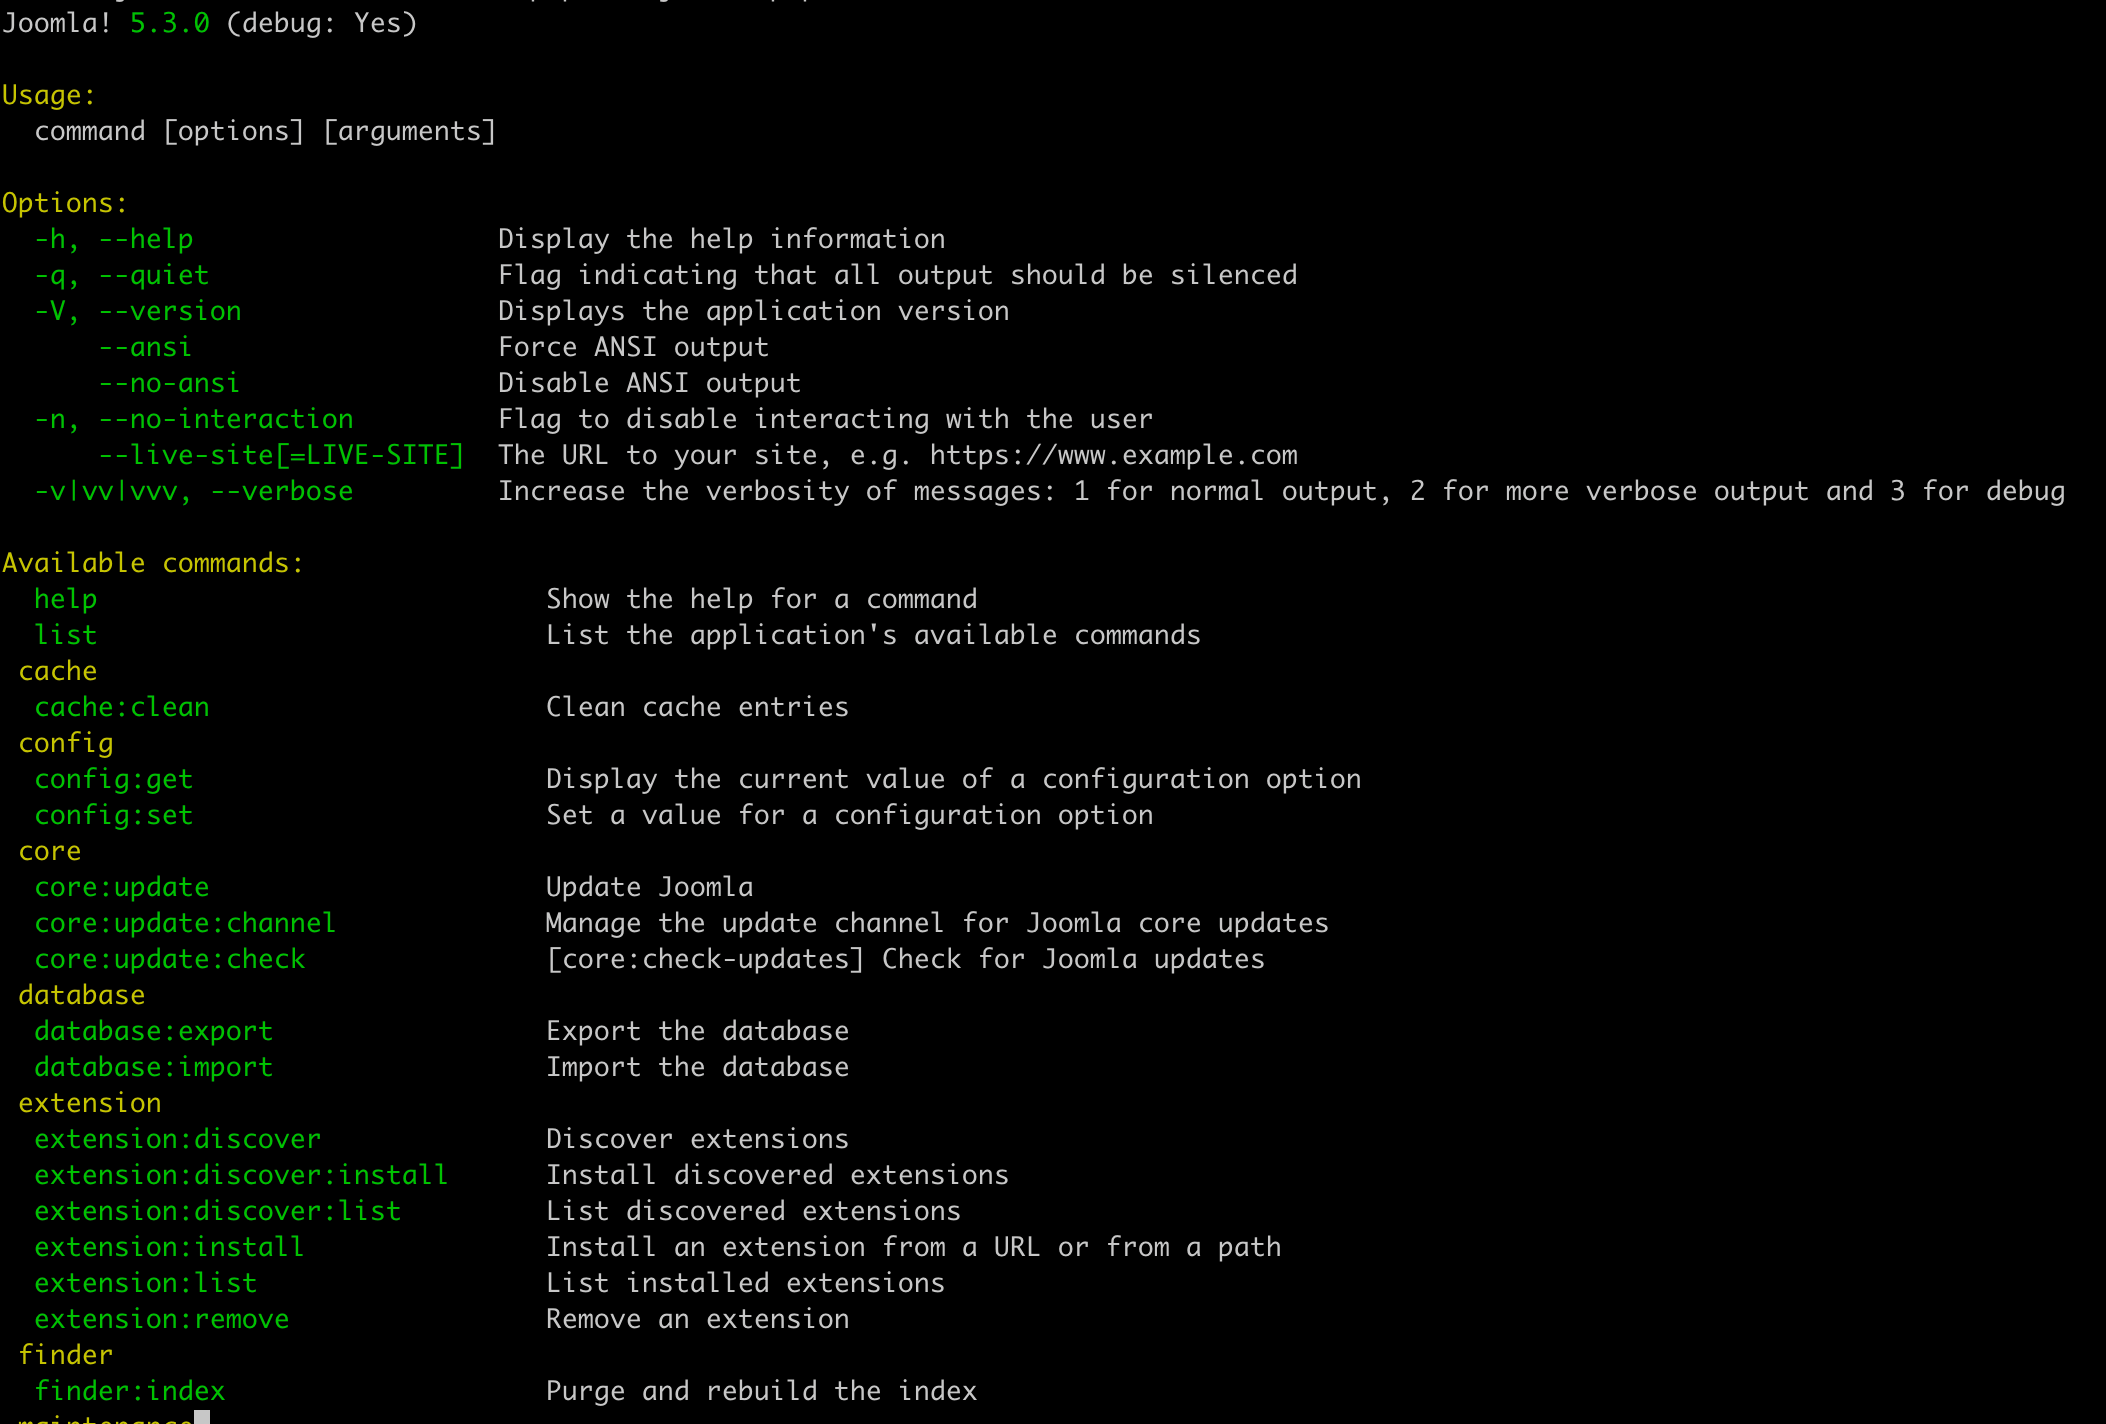 Joomla! 5.3.0 (debug: Yes)
Usage:
command [options] [arguments]
Options:
-h, --help Display the help information
-q, --quiet Flag indicating that all output should be silenced
-V, --version Displays the application version
--ansi Force ANSI output
--no-ansi Disable ANSI output
-n, --no-interaction Flag to disable interacting with the user
--live-site[=LIVE-SITE] The URL to your site, e.g. https://www.example.com
-v|vv|vvv, --verbose Increase the verbosity of messages: 1 for normal output, 2 for more verbose output and 3 for debug
Available commands:
help Show the help for a command
list List the application's available commands
cache
cache:clean Clean cache entries
config
config:get Display the current value of a configuration option
config:set Set a value for a configuration option
core
core:update Update Joomla
core:update:channel Manage the update channel for Joomla core updates
core:update:check [core:check-updates] Check for Joomla updates
database
database:export Export the database
database:import Import the database
extension
extension:discover Discover extensions
extension:discover:install Install discovered extensions
extension:discover:list List discovered extensions
extension:install Install an extension from a URL or from a path
extension:list List installed extensions
extension:remove Remove an extension
finder
finder:index Purge and rebuild the index
maintenance